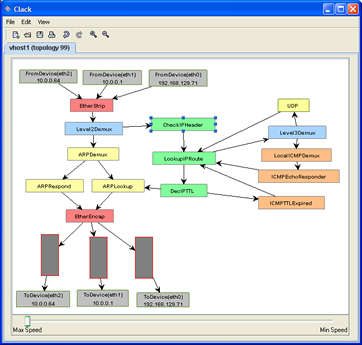 Clack
File Edit View
vhost1 (topology 99)
FromDevice(eth2)
10.0.0.64
FromDevice(eth1)
10.0.0.1
FromDevice(eth0)
192.168.129.71
EtherStrip
UDP
Level2Demux
CheckIPHeader
Level3Demux
ARPDemux
LookupIPRoute
LocalICMPDemux
ICMPEchoResponder
ARPRespond
ARPLookup
DecIPTTL
ICMPTTLExpired
EtherEncap
ToDevice(eth2)
10.0.0.64
ToDevice(eth1)
10.0.0.1
ToDevice(eth0)
192.168.129.71
Max Speed
Min Speed